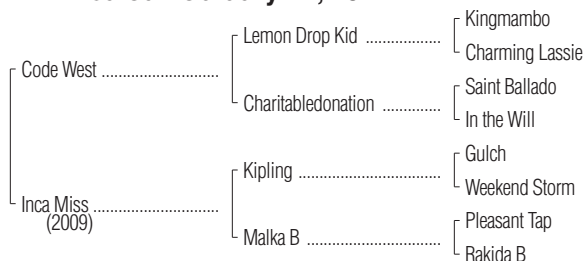 Kingmambo
Lemon Drop Kid ....................
Charming Lassie
Code West ................................
Saint Ballado
Charitabledonation ...............
In the Will
Gulch
Kipling ....................................
Weekend Storm
Inca Miss .................................
(2009)
Pleasant Tap
Malka B ..................................
Rakida B